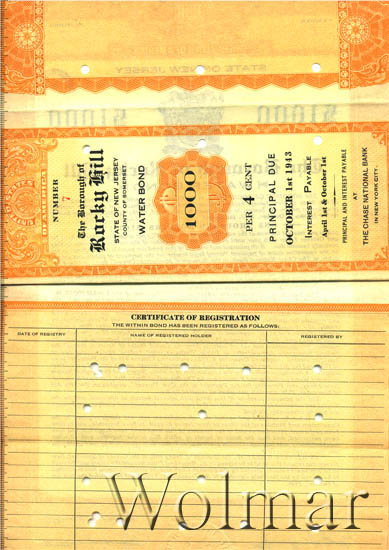 STATE OF NEW JERSEY
$1000
$1000
NUMBER 7
The Borough of
Rocky Hill
STATE OF NEW JERSEY
COUNTY OF SOMERSET
WATER BOND
1000
PER 4 CENT
PRINCIPAL DUE
OCTOBER 1st 1943
INTEREST PAYABLE
April 1st & October 1st
PRINCIPAL AND INTEREST PAYABLE
AT
THE CHASE NATIONAL BANK
IN NEW YORK CITY.
CERTIFICATE OF REGISTRATION
THE WITHIN BOND HAS BEEN REGISTERED AS FOLLOWS:
DATE OF REGISTRY
NAME OF REGISTERED HOLDER
REGISTERED BY
Wolmar